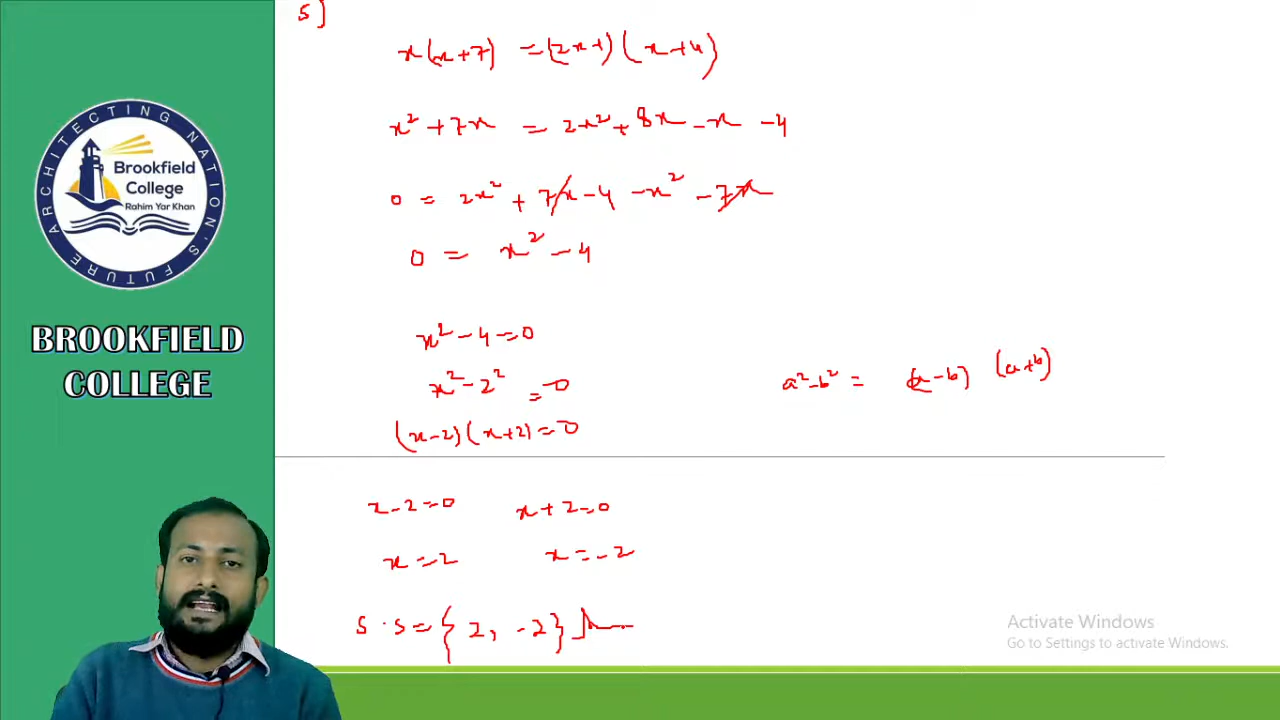 5)
x(x+7) = (2x-1)(x+4)
x² + 7x = 2x² + 8x - x - 4
0 = 2x² + 7x - 4 - x² - 7x
0 = x² - 4
x² - 4 = 0
x² - 2² = 0
a² - b² = (a-b) (a+b)
(x-2)(x+2) = 0
x - 2 = 0 x + 2 = 0
x = 2 x = -2
S.S = {2, -2}
ARCHITECTING NATION'S FUTURE
Brookfield
College
Rahim Yar Khan
BROOKFIELD
COLLEGE
Activate Windows
Go to Settings to activate Windows.